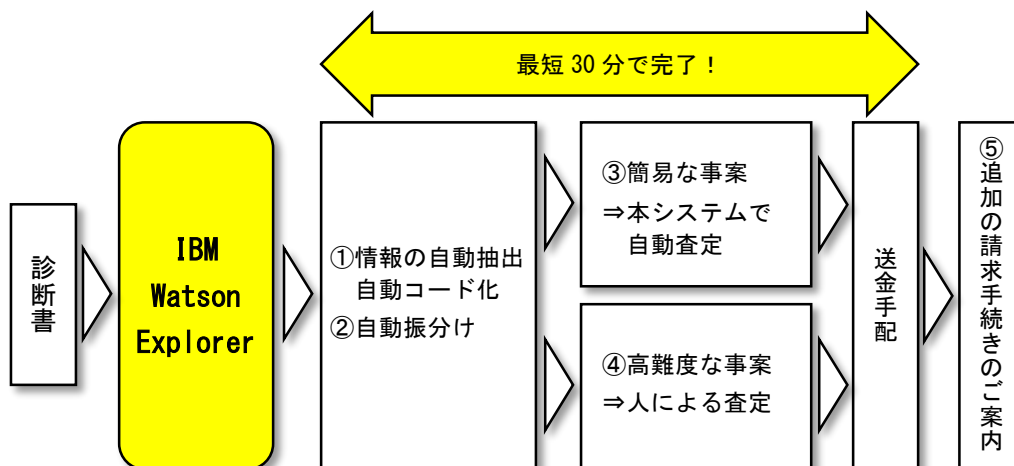 最短 30 分で完了！
診断書
IBM
Watson
Explorer
①情報の自動抽出
自動コード化
②自動振分け
③簡易な事案
⇒本システムで
自動査定
④高難度な事案
⇒人による査定
送金手配
⑤追加の請求手続きのご案内